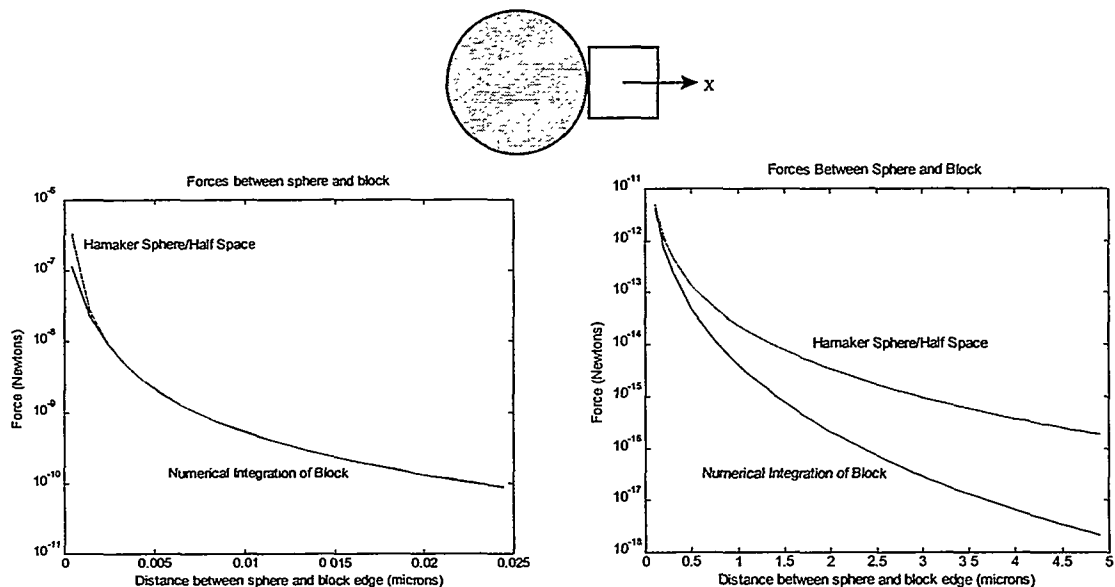 X
Forces between sphere and block
10^-6
10^-7
10^-8
10^-9
10^-10
10^-11
Force (Newtons)
Hamaker Sphere/Half Space
Numerical Integration of Block
0 0.005 0.01 0.015 0.02 0.025
Distance between sphere and block edge (microns)
Forces Between Sphere and Block
10^-11
10^-12
10^-13
10^-14
10^-15
10^-16
10^-17
10^-18
Force (Newtons)
Hamaker Sphere/Half Space
Numerical Integration of Block
0 0.5 1 1.5 2 2.5 3 3.5 4 4.5 5
Distance between sphere and block edge (microns)